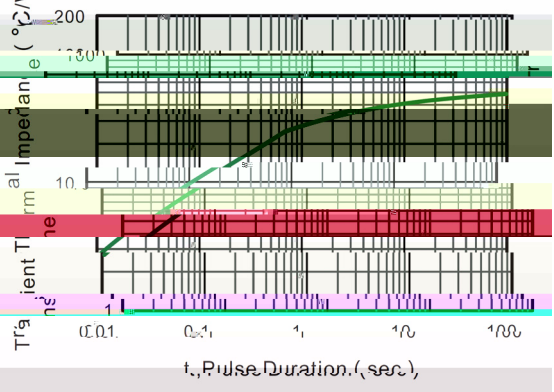 Transient Thermal Impedance (°C/
200
100
10
1
0.01 0.1 1 10 100
t, Pulse Duration ( sec )